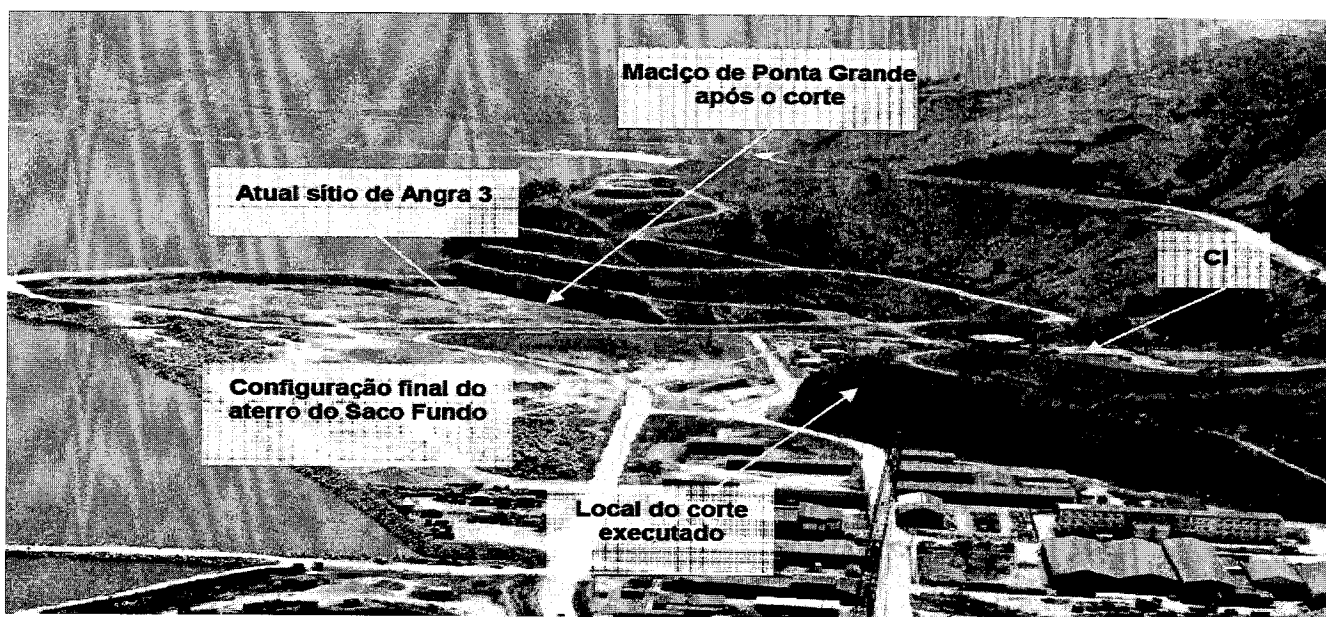 Maciço de Ponta Grande
após o corte
Atual sítio de Angra 3
CI
Configuração final do
aterro do Saco Fundo
Local do corte
executado